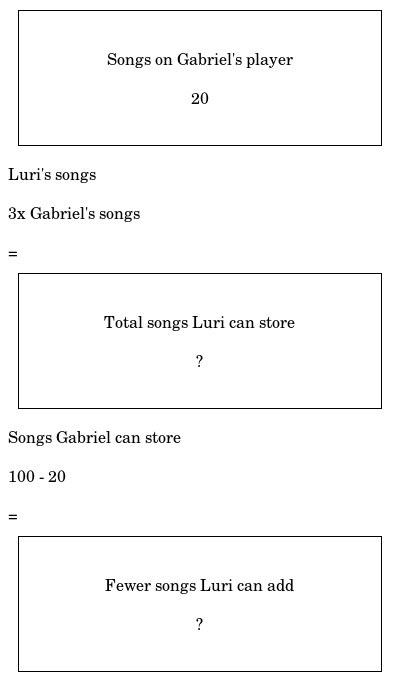 Songs on Gabriel's player
20
Luri's songs
3x Gabriel's songs
=
Total songs Luri can store
?
Songs Gabriel can store
100 - 20
=
Fewer songs Luri can add
?